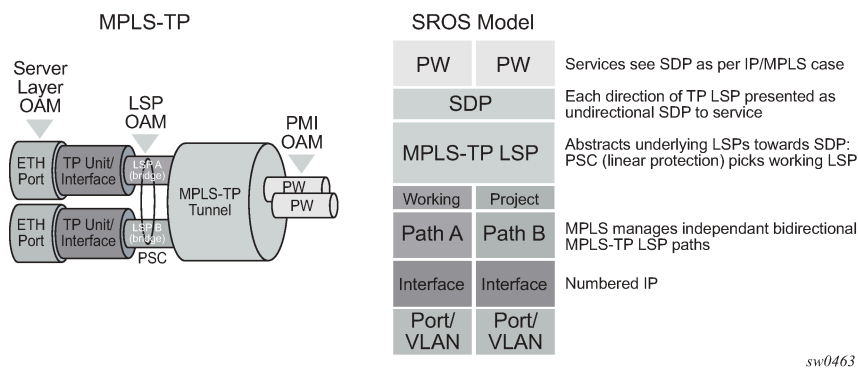 MPLS-TP
Server
Layer
OAM
LSP
OAM
PMI
OAM
ETH
Port
TP Unit/
Interface
LSP A
(bridge)
ETH
Port
TP Unit/
Interface
LSP B
(bridge)
PSC
MPLS-TP
Tunnel
PW
PW
SROS Model
PW PW
Services see SDP as per IP/MPLS case
SDP
Each direction of TP LSP presented as
undirectional SDP to service
MPLS-TP LSP
Abstracts underlying LSPs towards SDP:
PSC (linear protection) picks working LSP
Working Project
Path A Path B
MPLS manages independant bidirectional
MPLS-TP LSP paths
Interface Interface
Numbered IP
Port/ Port/
VLAN VLAN
sw0463